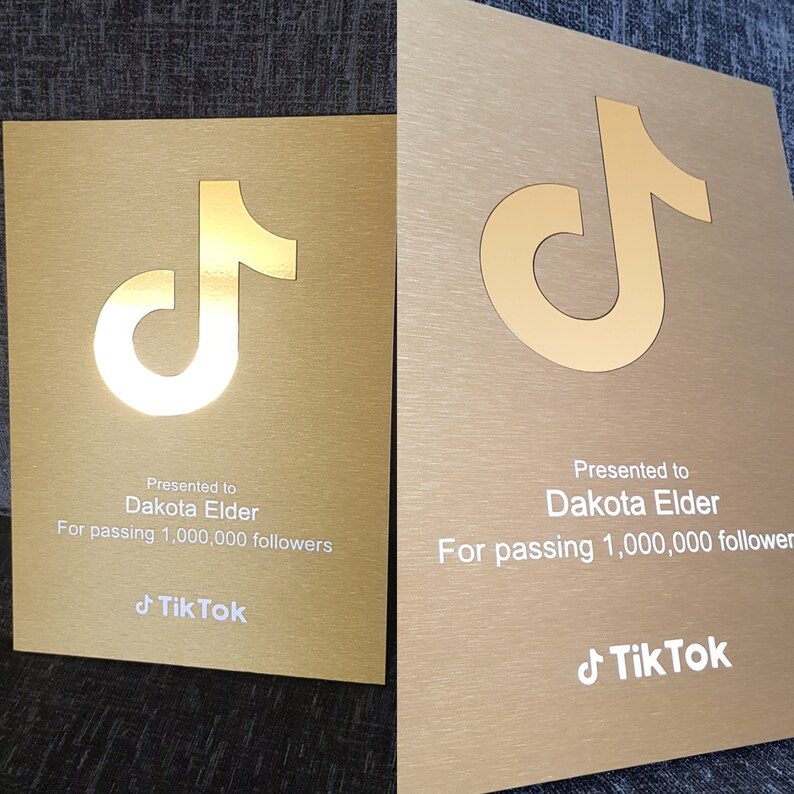 Presented to
Dakota Elder
For passing 1,000,000 followers
TikTok
Presented to
Dakota Elder
For passing 1,000,000 follower
TikTok